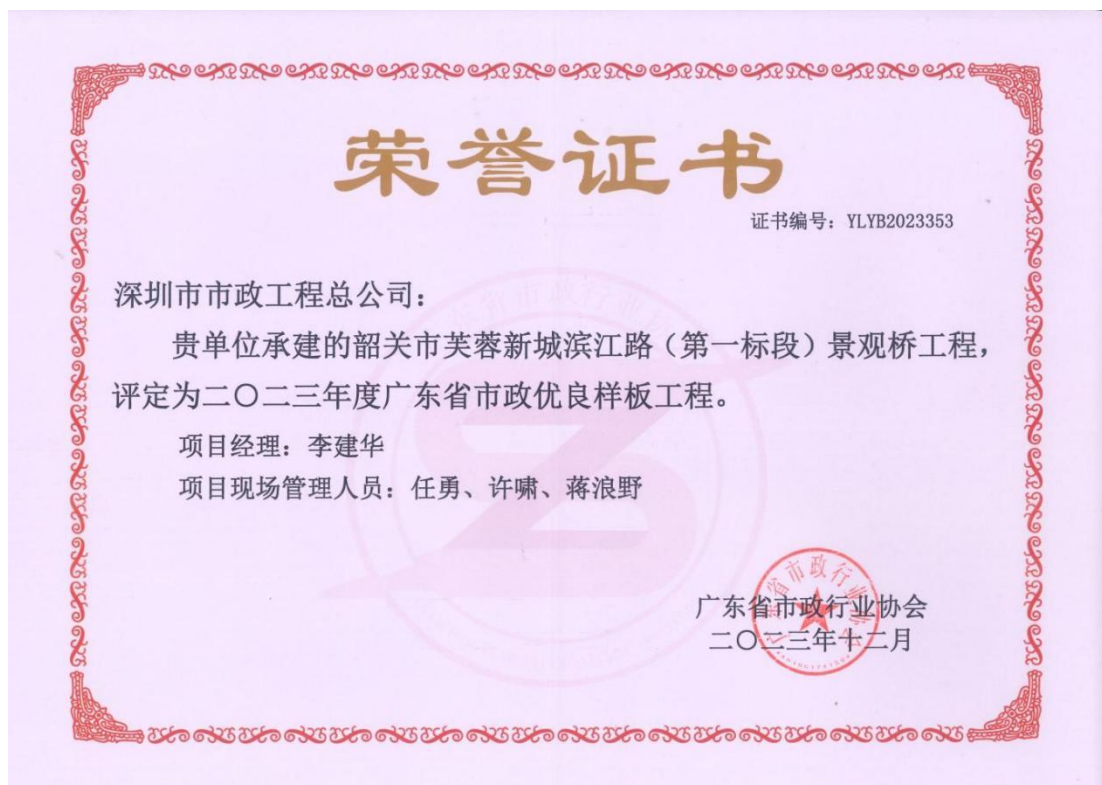 荣誉证书
证书编号：YLYB2023353
深圳市市政工程总公司：
贵单位承建的韶关市芙蓉新城滨江路（第一标段）景观桥工程，
评定为二〇二三年度广东省市政优良样板工程。
项目经理：李建华
项目现场管理人员：任勇、许啸、蒋浪野
广东省市政行业协会
二〇二三年十二月